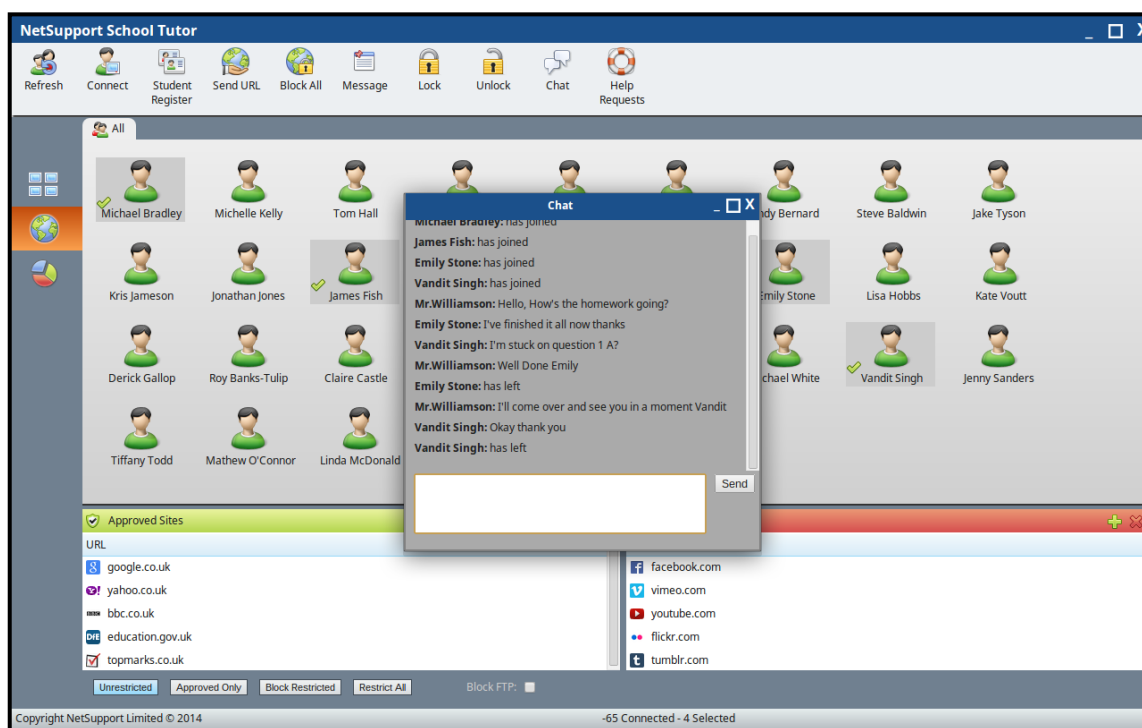 NetSupport School Tutor
_ X
Refresh Connect Student Register Send URL Block All Message Lock Unlock Chat Help Requests
All
Michael Bradley Michelle Kelly Tom Hall Bernard Steve Baldwin Jake Tyson
Kris Jameson Jonathan Jones James Fish Emily Stone Lisa Hobbs Kate Voutt
Derick Gallop Roy Banks-Tulip Claire Castle White Vandit Singh Jenny Sanders
Tiffany Todd Mathew O'Connor Linda McDonald
Chat _ X
Michael Bradley: has joined
James Fish: has joined
Emily Stone: has joined
Vandit Singh: has joined
Mr.Williamson: Hello, How's the homework going?
Emily Stone: I've finished it all now thanks
Vandit Singh: I'm stuck on question 1 A?
Mr.Williamson: Well Done Emily
Emily Stone: has left
Mr.Williamson: I'll come over and see you in a moment Vandit
Vandit Singh: Okay thank you
Vandit Singh: has left
Send
Approved Sites
URL
google.co.uk
yahoo.co.uk
bbc.co.uk
education.gov.uk
topmarks.co.uk
facebook.com
vimeo.com
youtube.com
flickr.com
tumblr.com
Unrestricted Approved Only Block Restricted Restrict All Block FTP:
Copyright NetSupport Limited © 2014 -65 Connected - 4 Selected